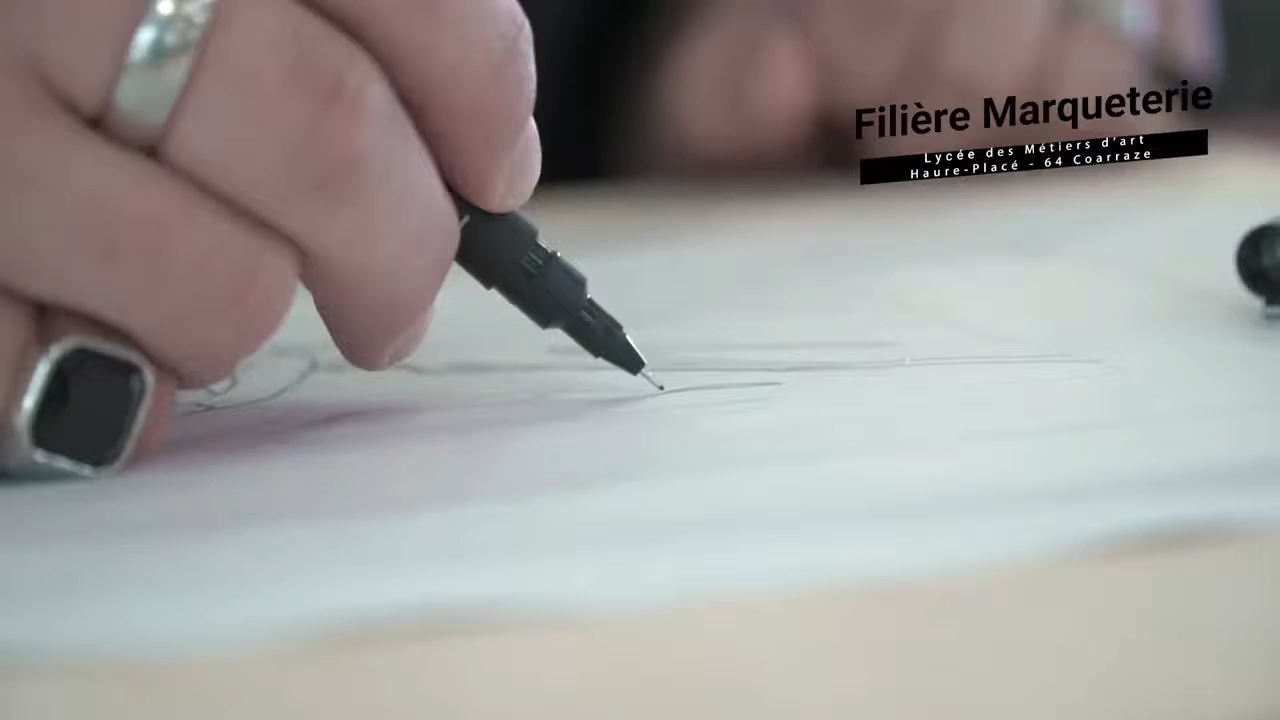 Filière Marqueterie
Lycée des Métiers d'art
Haure-Placé - 64 Coarraze